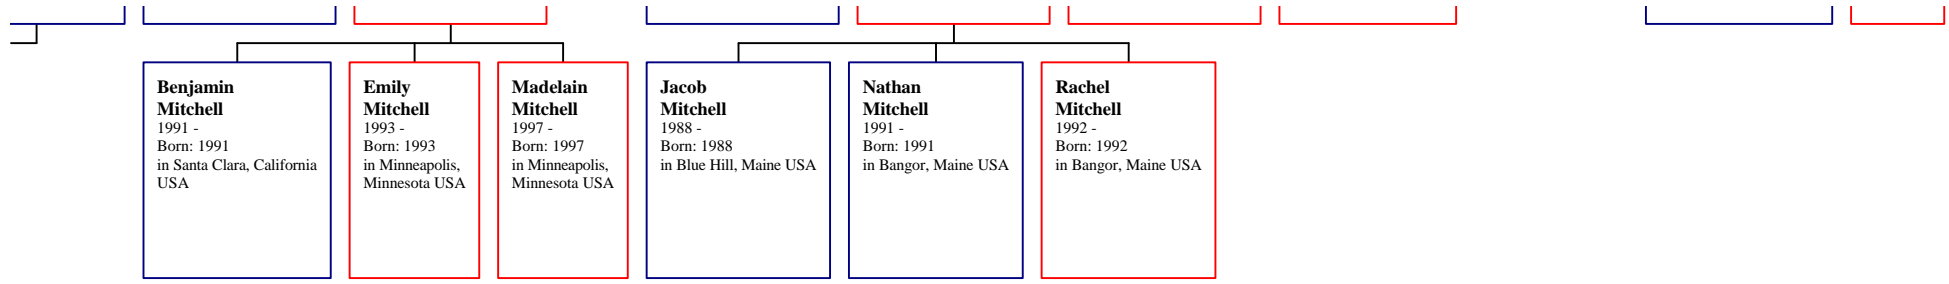 Benjamin
Mitchell
1991 -
Born: 1991
in Santa Clara, California
USA
Emily
Mitchell
1993 -
Born: 1993
in Minneapolis,
Minnesota USA
Madelain
Mitchell
1997 -
Born: 1997
in Minneapolis,
Minnesota USA
Jacob
Mitchell
1988 -
Born: 1988
in Blue Hill, Maine USA
Nathan
Mitchell
1991 -
Born: 1991
in Bangor, Maine USA
Rachel
Mitchell
1992 -
Born: 1992
in Bangor, Maine USA